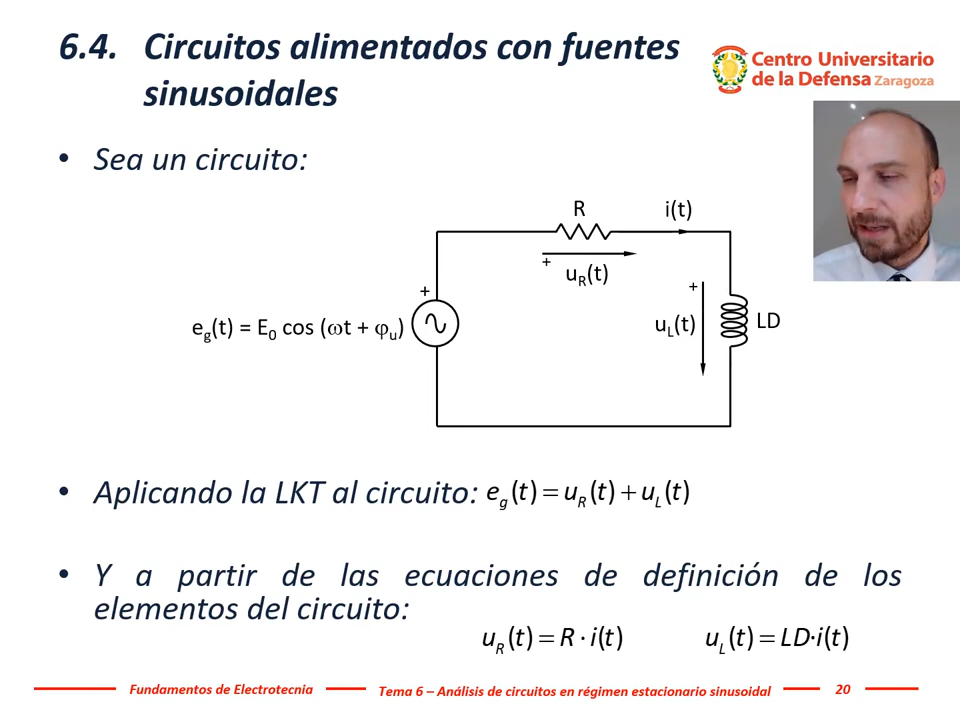 6.4. Circuitos alimentados con fuentes
sinusoidales
Centro Universitario
de la Defensa Zaragoza
• Sea un circuito:
R
i(t)
+
u_R(t)
+
+
e_g(t) = E_0 cos (ωt + φ_u)
u_L(t)
LD
• Aplicando la LKT al circuito: e_g(t) = u_R(t) + u_L(t)
• Y a partir de las ecuaciones de definición de los
elementos del circuito:
u_R(t) = R · i(t)
u_L(t) = LD·i(t)
Fundamentos de Electrotecnia
Tema 6 – Análisis de circuitos en régimen estacionario sinusoidal
20